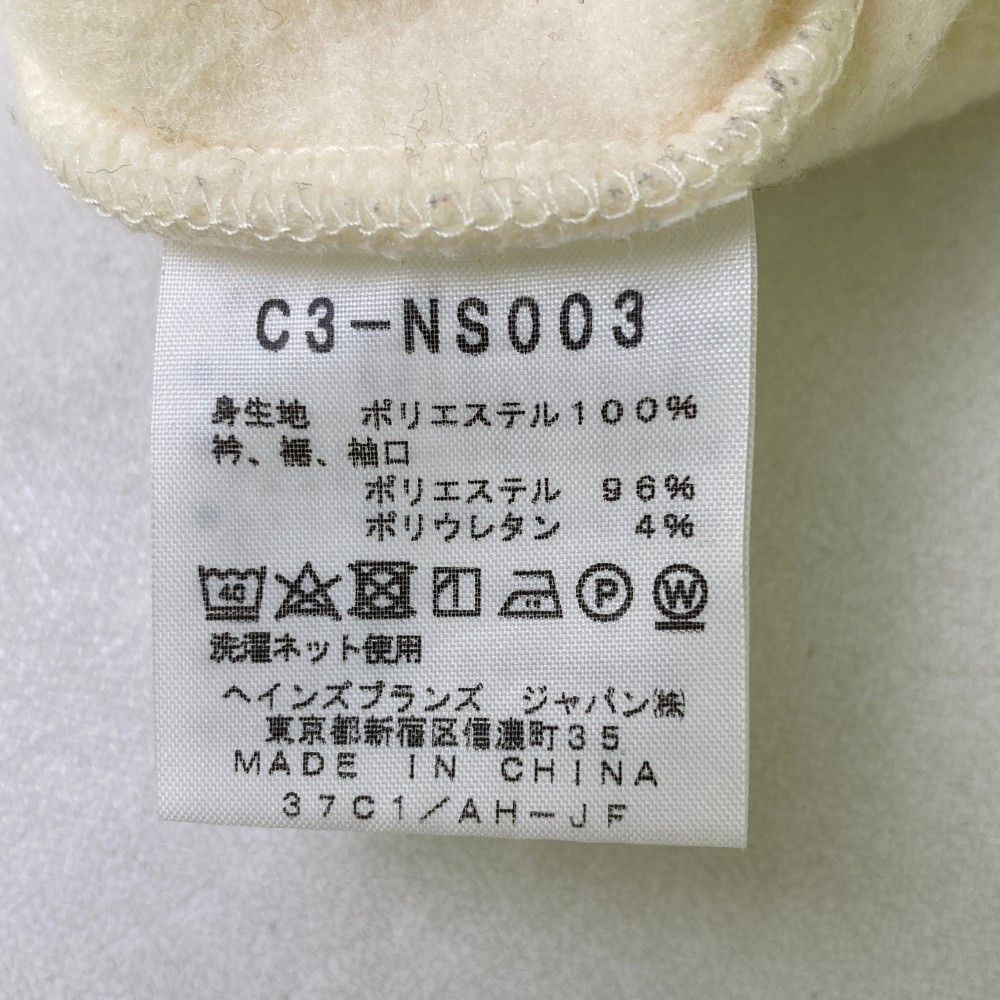 C3-NS003
身生地 ポリエステル100%
衿、裾、袖口
ポリエステル 96%
ポリウレタン 4%
40 P W
洗濯ネット使用
ヘインズブランズ ジャパン㈱
東京都新宿区信濃町35
MADE IN CHINA
37C1/AH-JF